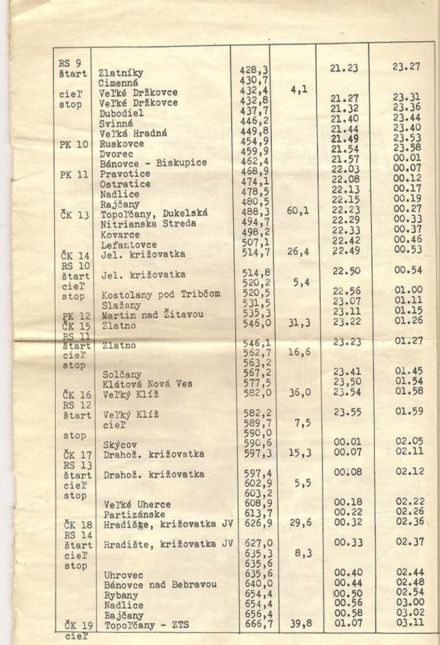 RS 9
štart Zlatníky 428,3 21.23 23.27
Cimenná 430,7
cieľ Veľké Držkovce 432,4 4,1
stop Veľké Držkovce 432,8 21.27 23.31
Dubodiel 437,7 21.32 23.36
Svinná 446,2 21.40 23.44
Veľká Hradná 449,8 21.44 23.40
PK 10 Ruskovce 454,9 21.49 23.53
Dvorec 459,9 21.54 23.58
Bánovce - Biskupice 462,4 21.57 00.01
PK 11 Pravotice 468,9 22.03 00.07
Ostratice 474,1 22.08 00.12
Nadlice 478,5 22.13 00.17
Rajčany 480,5 22.15 00.19
ČK 13 Topoľčany, Dukelská 488,3 60,1 22.23 00.27
Nitrianska Streda 494,7 22.29 00.33
Kovarce 498,2 22.33 00.37
Lefantovce 507,1 22.42 00.46
ČK 14 Jel. križovatka 514,7 26,4 22.49 00.53
RS 10
štart Jel. križovatka 514,8 22.50 00.54
cieľ 520,2 5,4
stop Kostolany pod Tribčom 520,5 22.56 01.00
Slažany 531,5 23.07 01.11
PK 12 Martin nad Žitavou 535,3 23.11 01.15
ČK 15 Zlatno 546,0 31,3 23.22 01.26
RS 11
štart Zlatno 546,1 23.23 01.27
cieľ 562,7 16,6
stop 563,2
Solčany 567,2 23.41 01.45
Klátová Nová Ves 577,5 23,50 01.54
ČK 16 Veľký Klíž 582,0 36,0 23.54 01.58
RS 12
štart Veľký Klíž 582,2 23.55 01.59
cieľ 589,7 7,5
stop 590,0
Skýcov 590,6 00.01 02.05
ČK 17 Drahož. križovatka 597,3 15,3 00.07 02.11
RS 13
štart Drahož. križovatka 597,4 00.08 02.12
cieľ 602,9 5,5
stop 603,2
Veľké Uherce 608,9 00.18 02.22
Partizánske 613,7 00.22 02.26
ČK 18 Hradište, križovatka JV 626,9 29,6 00.32 02.36
RS 14
štart Hradište, križovatka JV 627,0 00.33 02.37
cieľ 635,3 8,3
stop 635,6
Uhrovec 635,6 00.40 02.44
Bánovce nad Bebravou 640,0 00.44 02.48
Rybany 654,4 00.50 02.54
Nadlice 654,4 00.56 03.00
Rajčany 656,4 00.58 03.02
ČK 19 Topoľčany - ZTS 666,7 39,8 01.07 03.11
cieľ